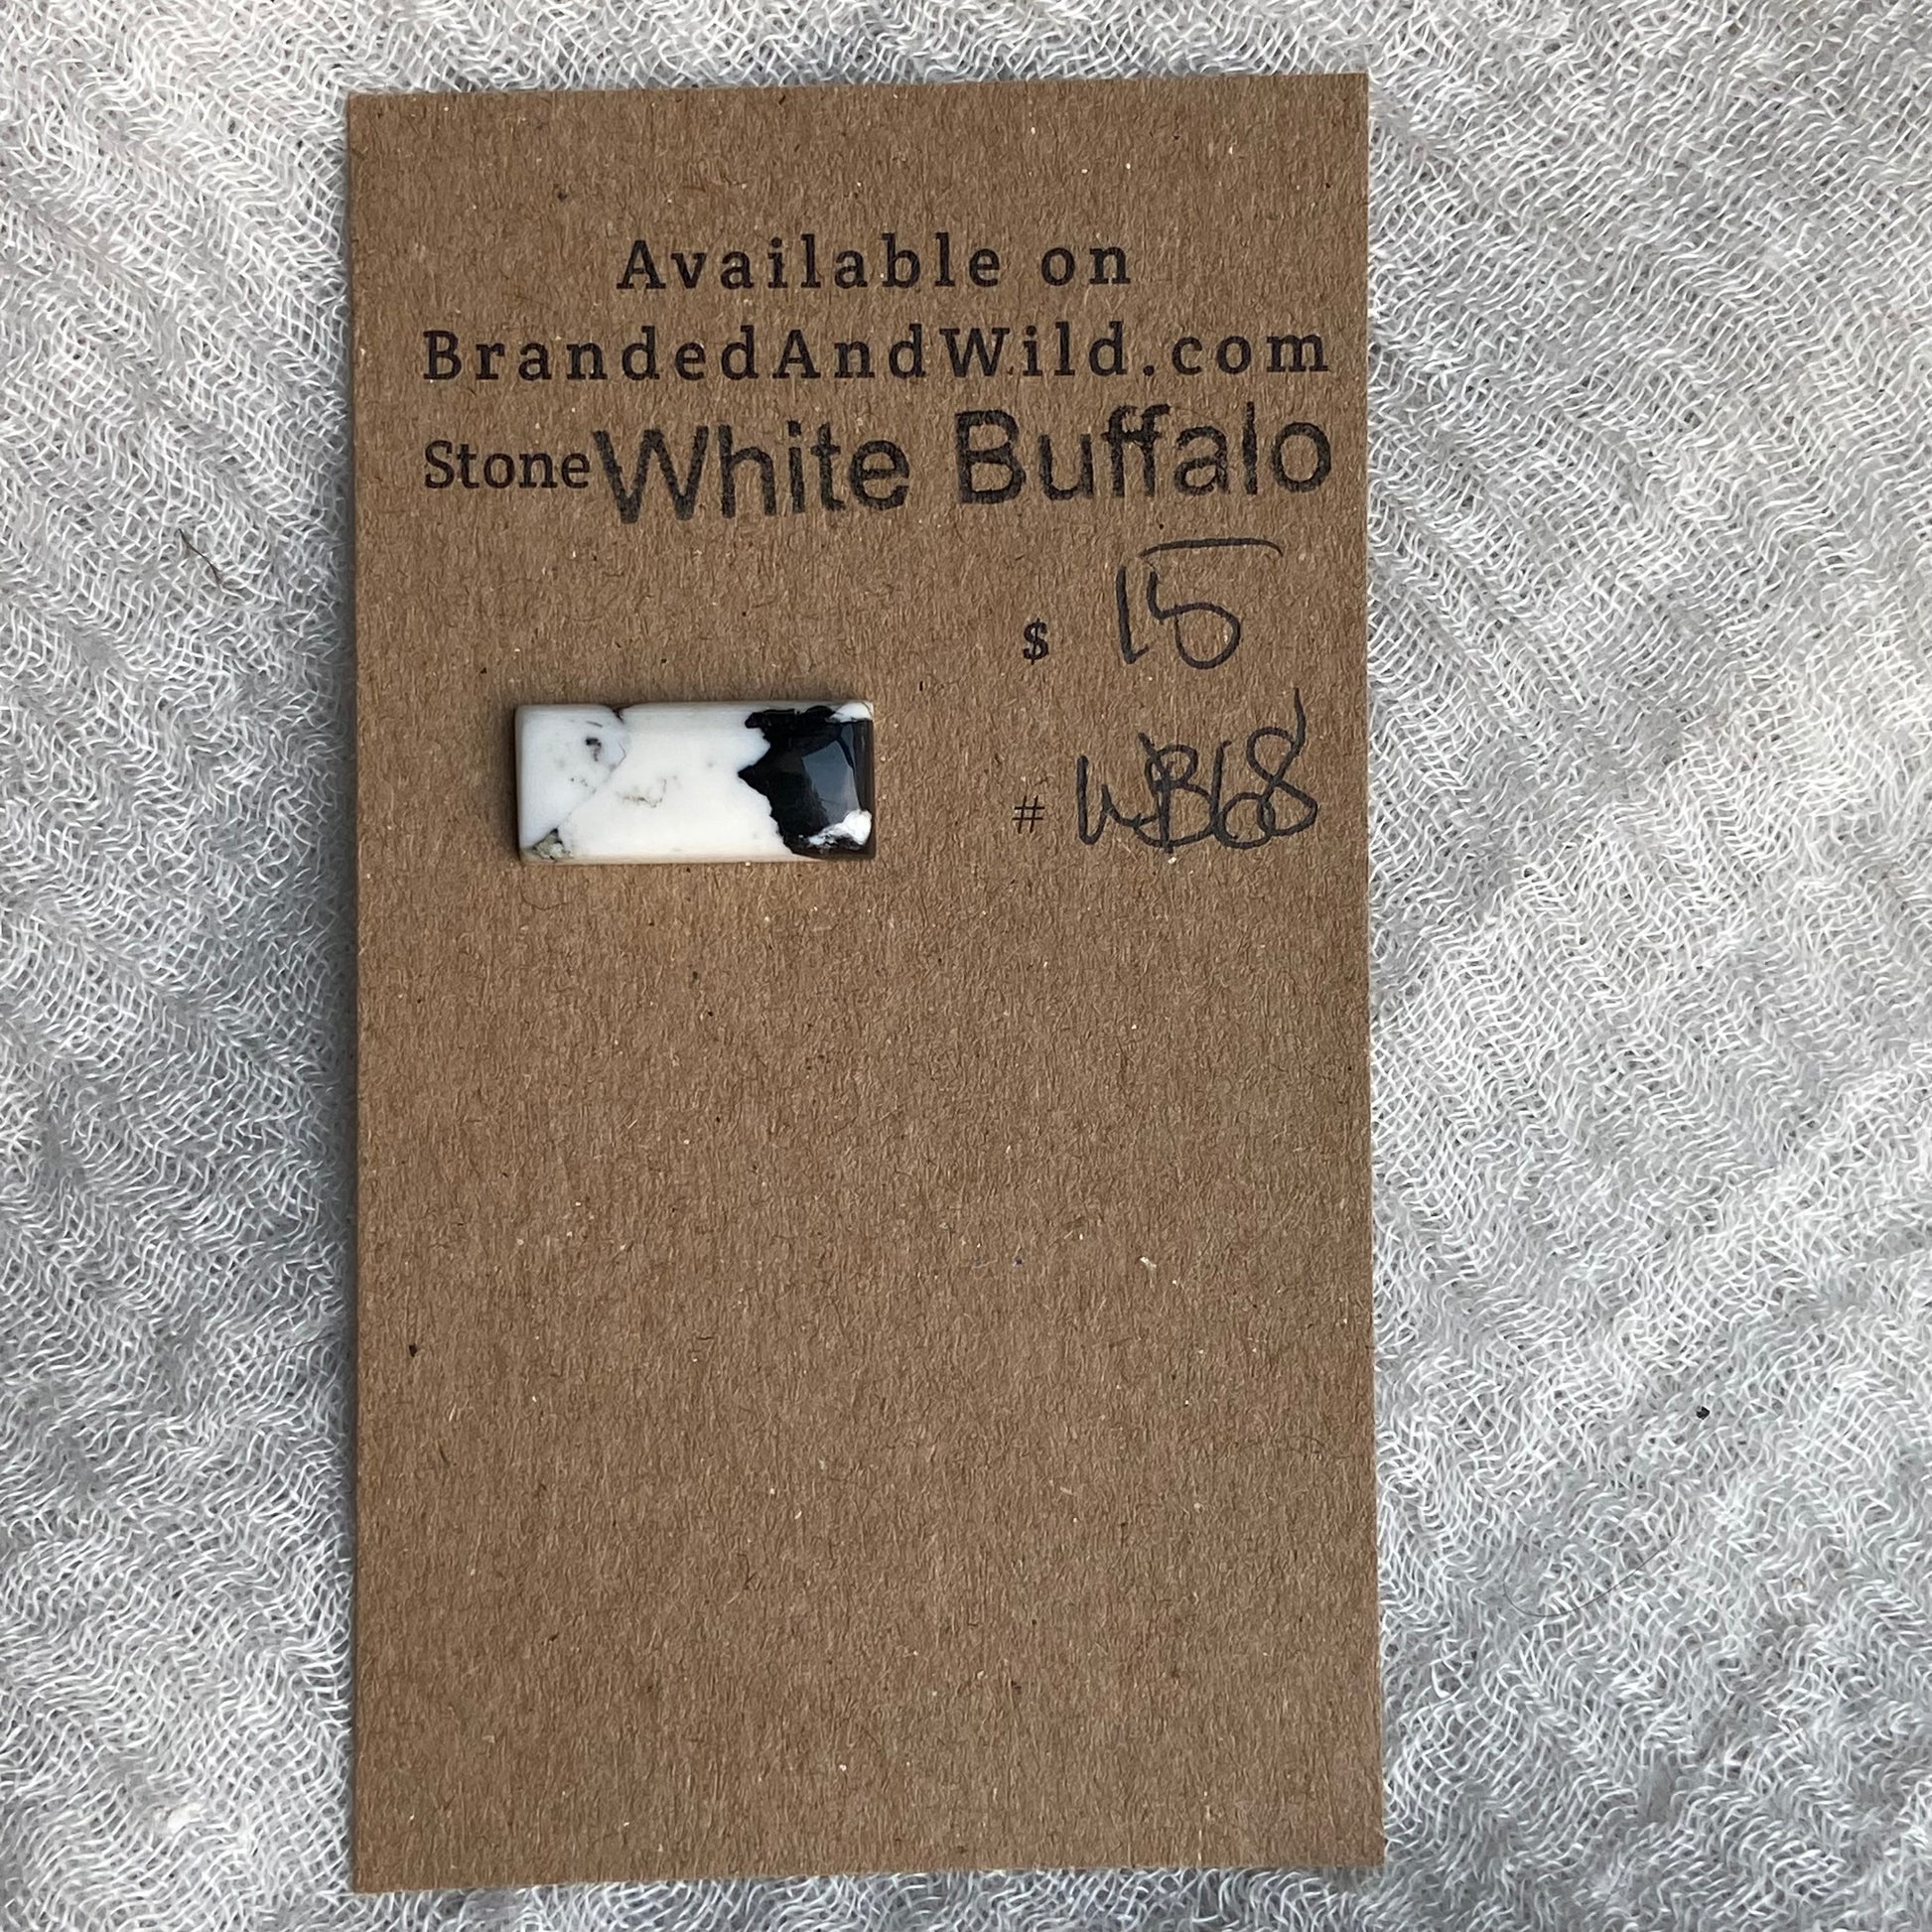 Available on
BrandedAndWild.com
Stone White Buffalo
$ 15
# WB68